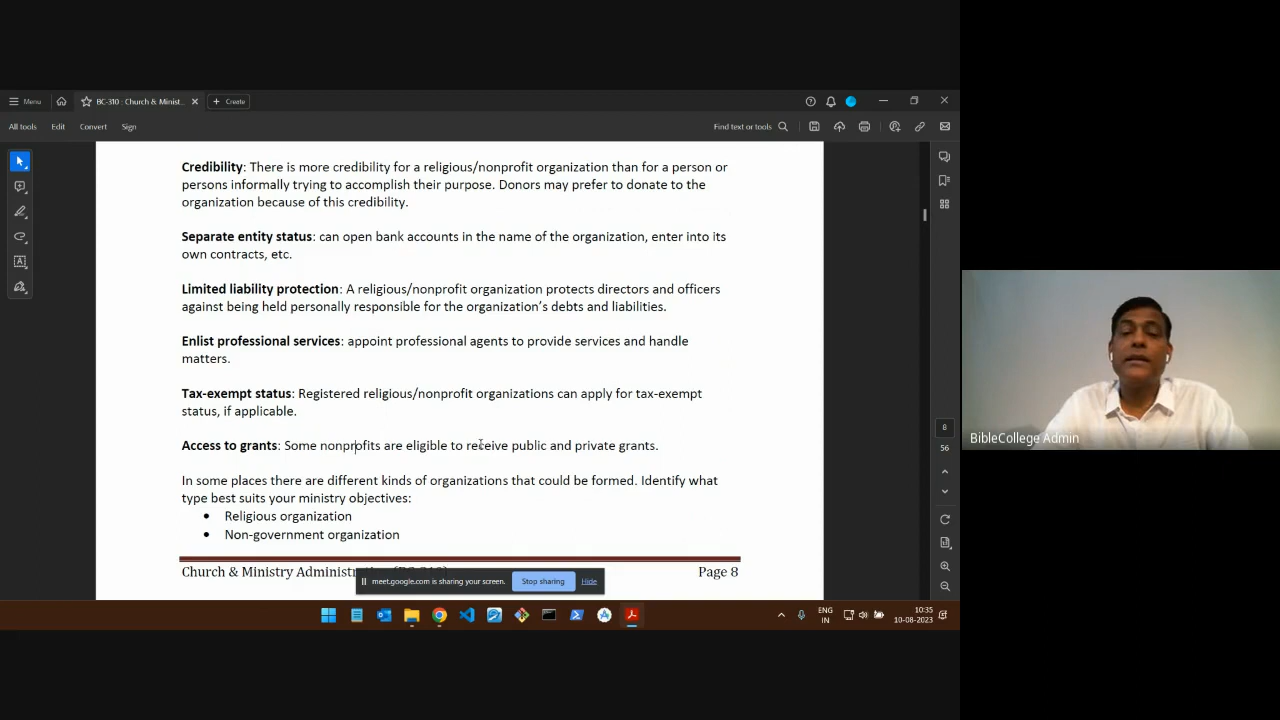 Menu
BC-310 : Church & Minist...
Create
All tools
Edit
Convert
Sign
Find text or tools
Credibility: There is more credibility for a religious/nonprofit organization than for a person or
persons informally trying to accomplish their purpose. Donors may prefer to donate to the
organization because of this credibility.
Separate entity status: can open bank accounts in the name of the organization, enter into its
own contracts, etc.
Limited liability protection: A religious/nonprofit organization protects directors and officers
against being held personally responsible for the organization's debts and liabilities.
Enlist professional services: appoint professional agents to provide services and handle
matters.
Tax-exempt status: Registered religious/nonprofit organizations can apply for tax-exempt
status, if applicable.
Access to grants: Some nonprofits are eligible to receive public and private grants.
In some places there are different kinds of organizations that could be formed. Identify what
type best suits your ministry objectives:
• Religious organization
• Non-government organization
Church & Ministry Administr
Page 8
meet.google.com is sharing your screen.
Stop sharing
Hide
8
56
ENG
IN
10:35
10-08-2023
BibleCollege Admin